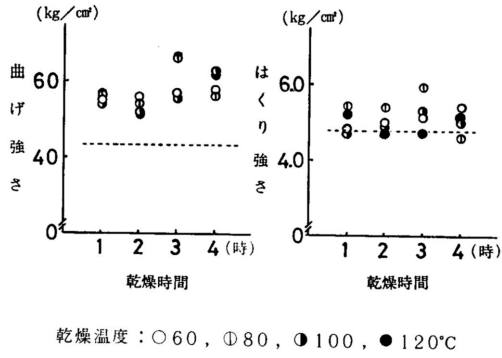 (kg/cm²)
曲げ強さ
60
40
0
1 2 3 4 (時)
乾燥時間
(kg/cm²)
はくり強さ
6.0
4.0
0
1 2 3 4 (時)
乾燥時間
乾燥温度：○60，⦶80，◑100，●120℃